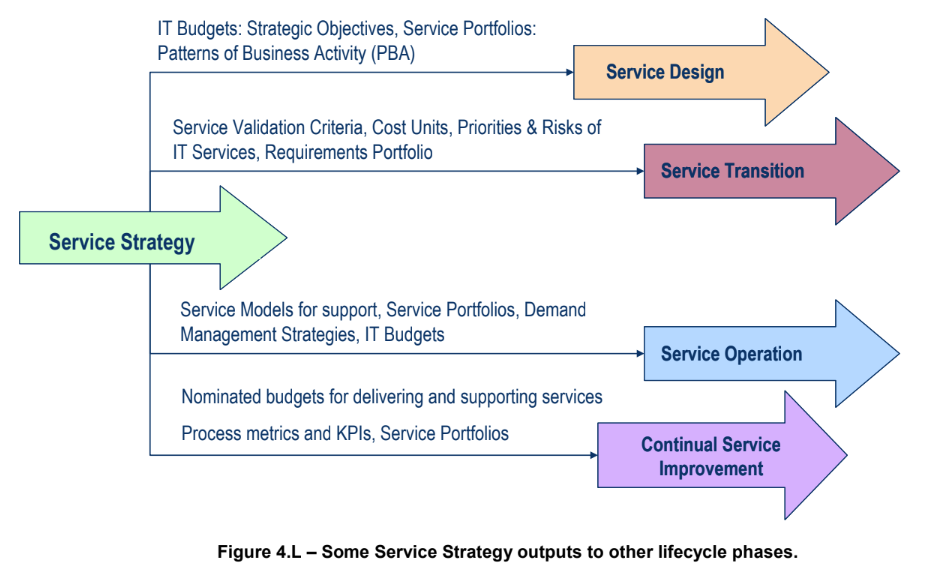 IT Budgets: Strategic Objectives, Service Portfolios:
Patterns of Business Activity (PBA)
Service Design
Service Validation Criteria, Cost Units, Priorities & Risks of
IT Services, Requirements Portfolio
Service Transition
Service Strategy
Service Models for support, Service Portfolios, Demand
Management Strategies, IT Budgets
Service Operation
Nominated budgets for delivering and supporting services
Process metrics and KPIs, Service Portfolios
Continual Service
Improvement
Figure 4.L – Some Service Strategy outputs to other lifecycle phases.